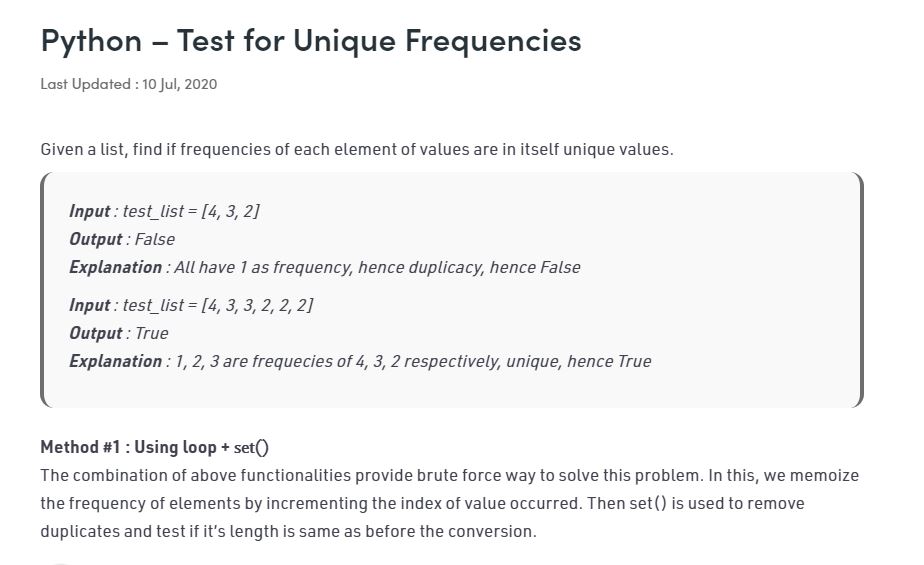 Python – Test for Unique Frequencies
Last Updated : 10 Jul, 2020
Given a list, find if frequencies of each element of values are in itself unique values.
Input : test_list = [4, 3, 2]
Output : False
Explanation : All have 1 as frequency, hence duplicacy, hence False
Input : test_list = [4, 3, 3, 2, 2, 2]
Output : True
Explanation : 1, 2, 3 are frequecies of 4, 3, 2 respectively, unique, hence True
Method #1 : Using loop + set()
The combination of above functionalities provide brute force way to solve this problem. In this, we memoize
the frequency of elements by incrementing the index of value occurred. Then set() is used to remove
duplicates and test if it’s length is same as before the conversion.